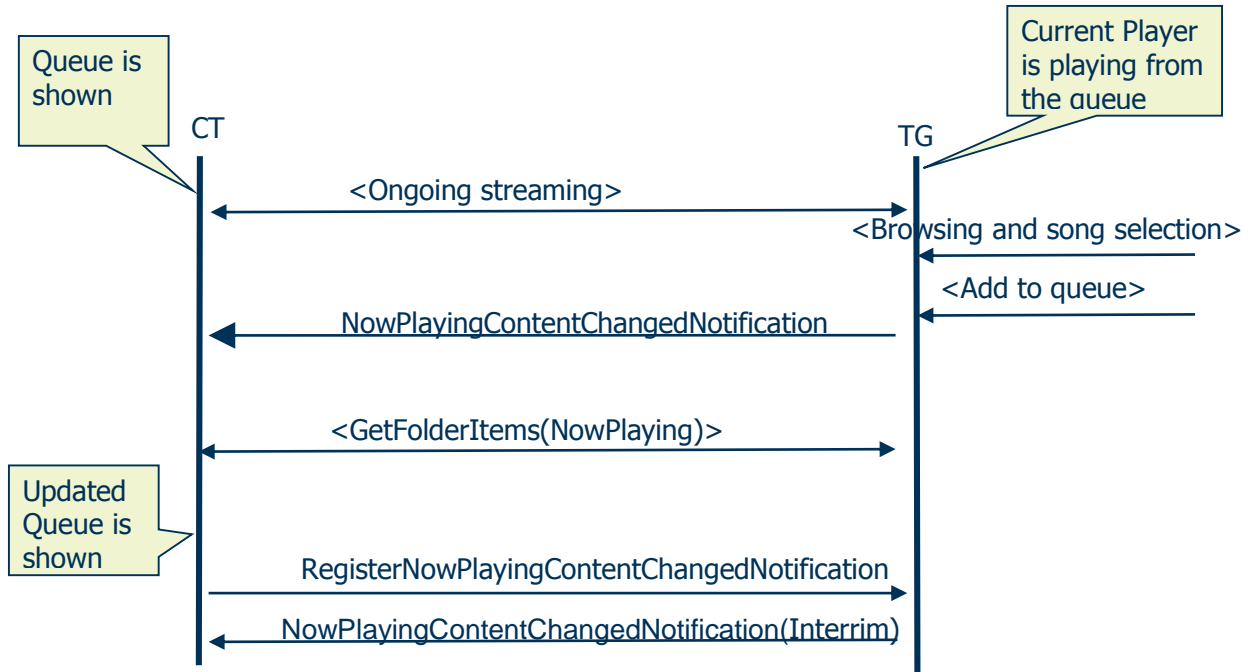 Queue is
shown
Current Player
is playing from
the queue
CT
TG
<Ongoing streaming>
<Browsing and song selection>
<Add to queue>
NowPlayingContentChangedNotification
<GetFolderItems(NowPlaying)>
Updated
Queue is
shown
RegisterNowPlayingContentChangedNotification
NowPlayingContentChangedNotification(Interrim)